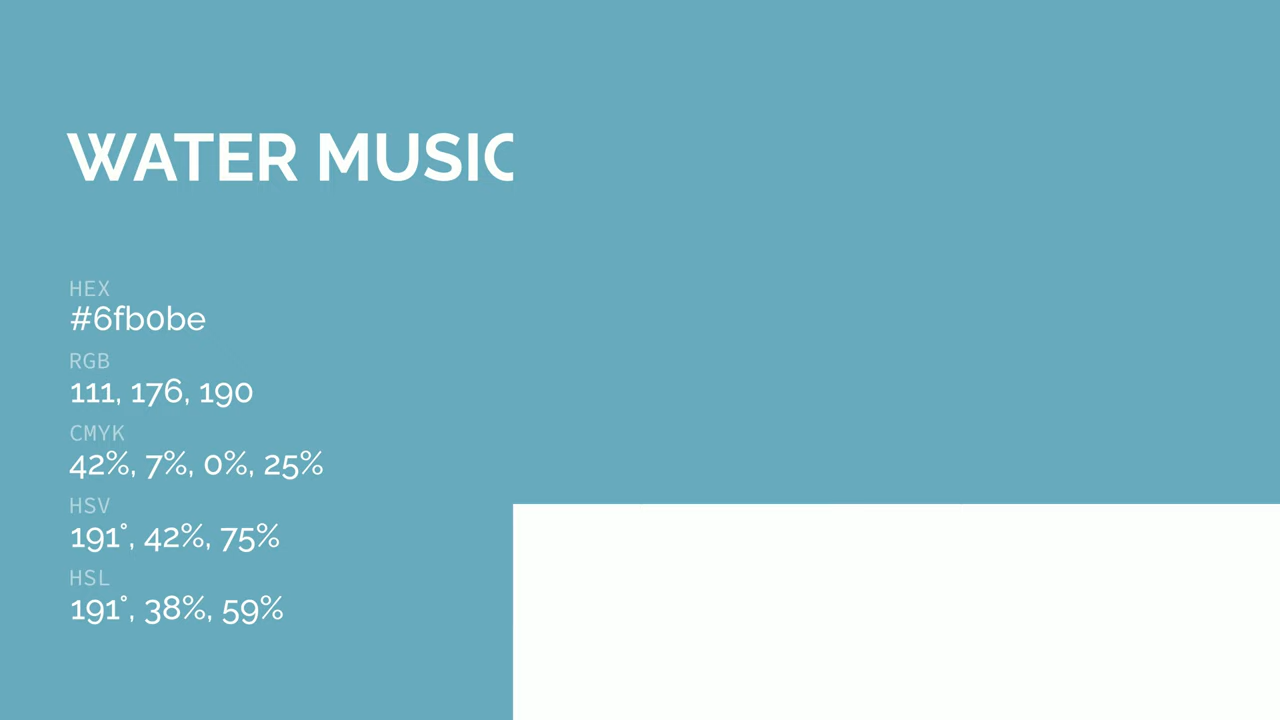 WATER MUSIC
HEX
#6fb0be
RGB
111, 176, 190
CMYK
42%, 7%, 0%, 25%
HSV
191°, 42%, 75%
HSL
191°, 38%, 59%